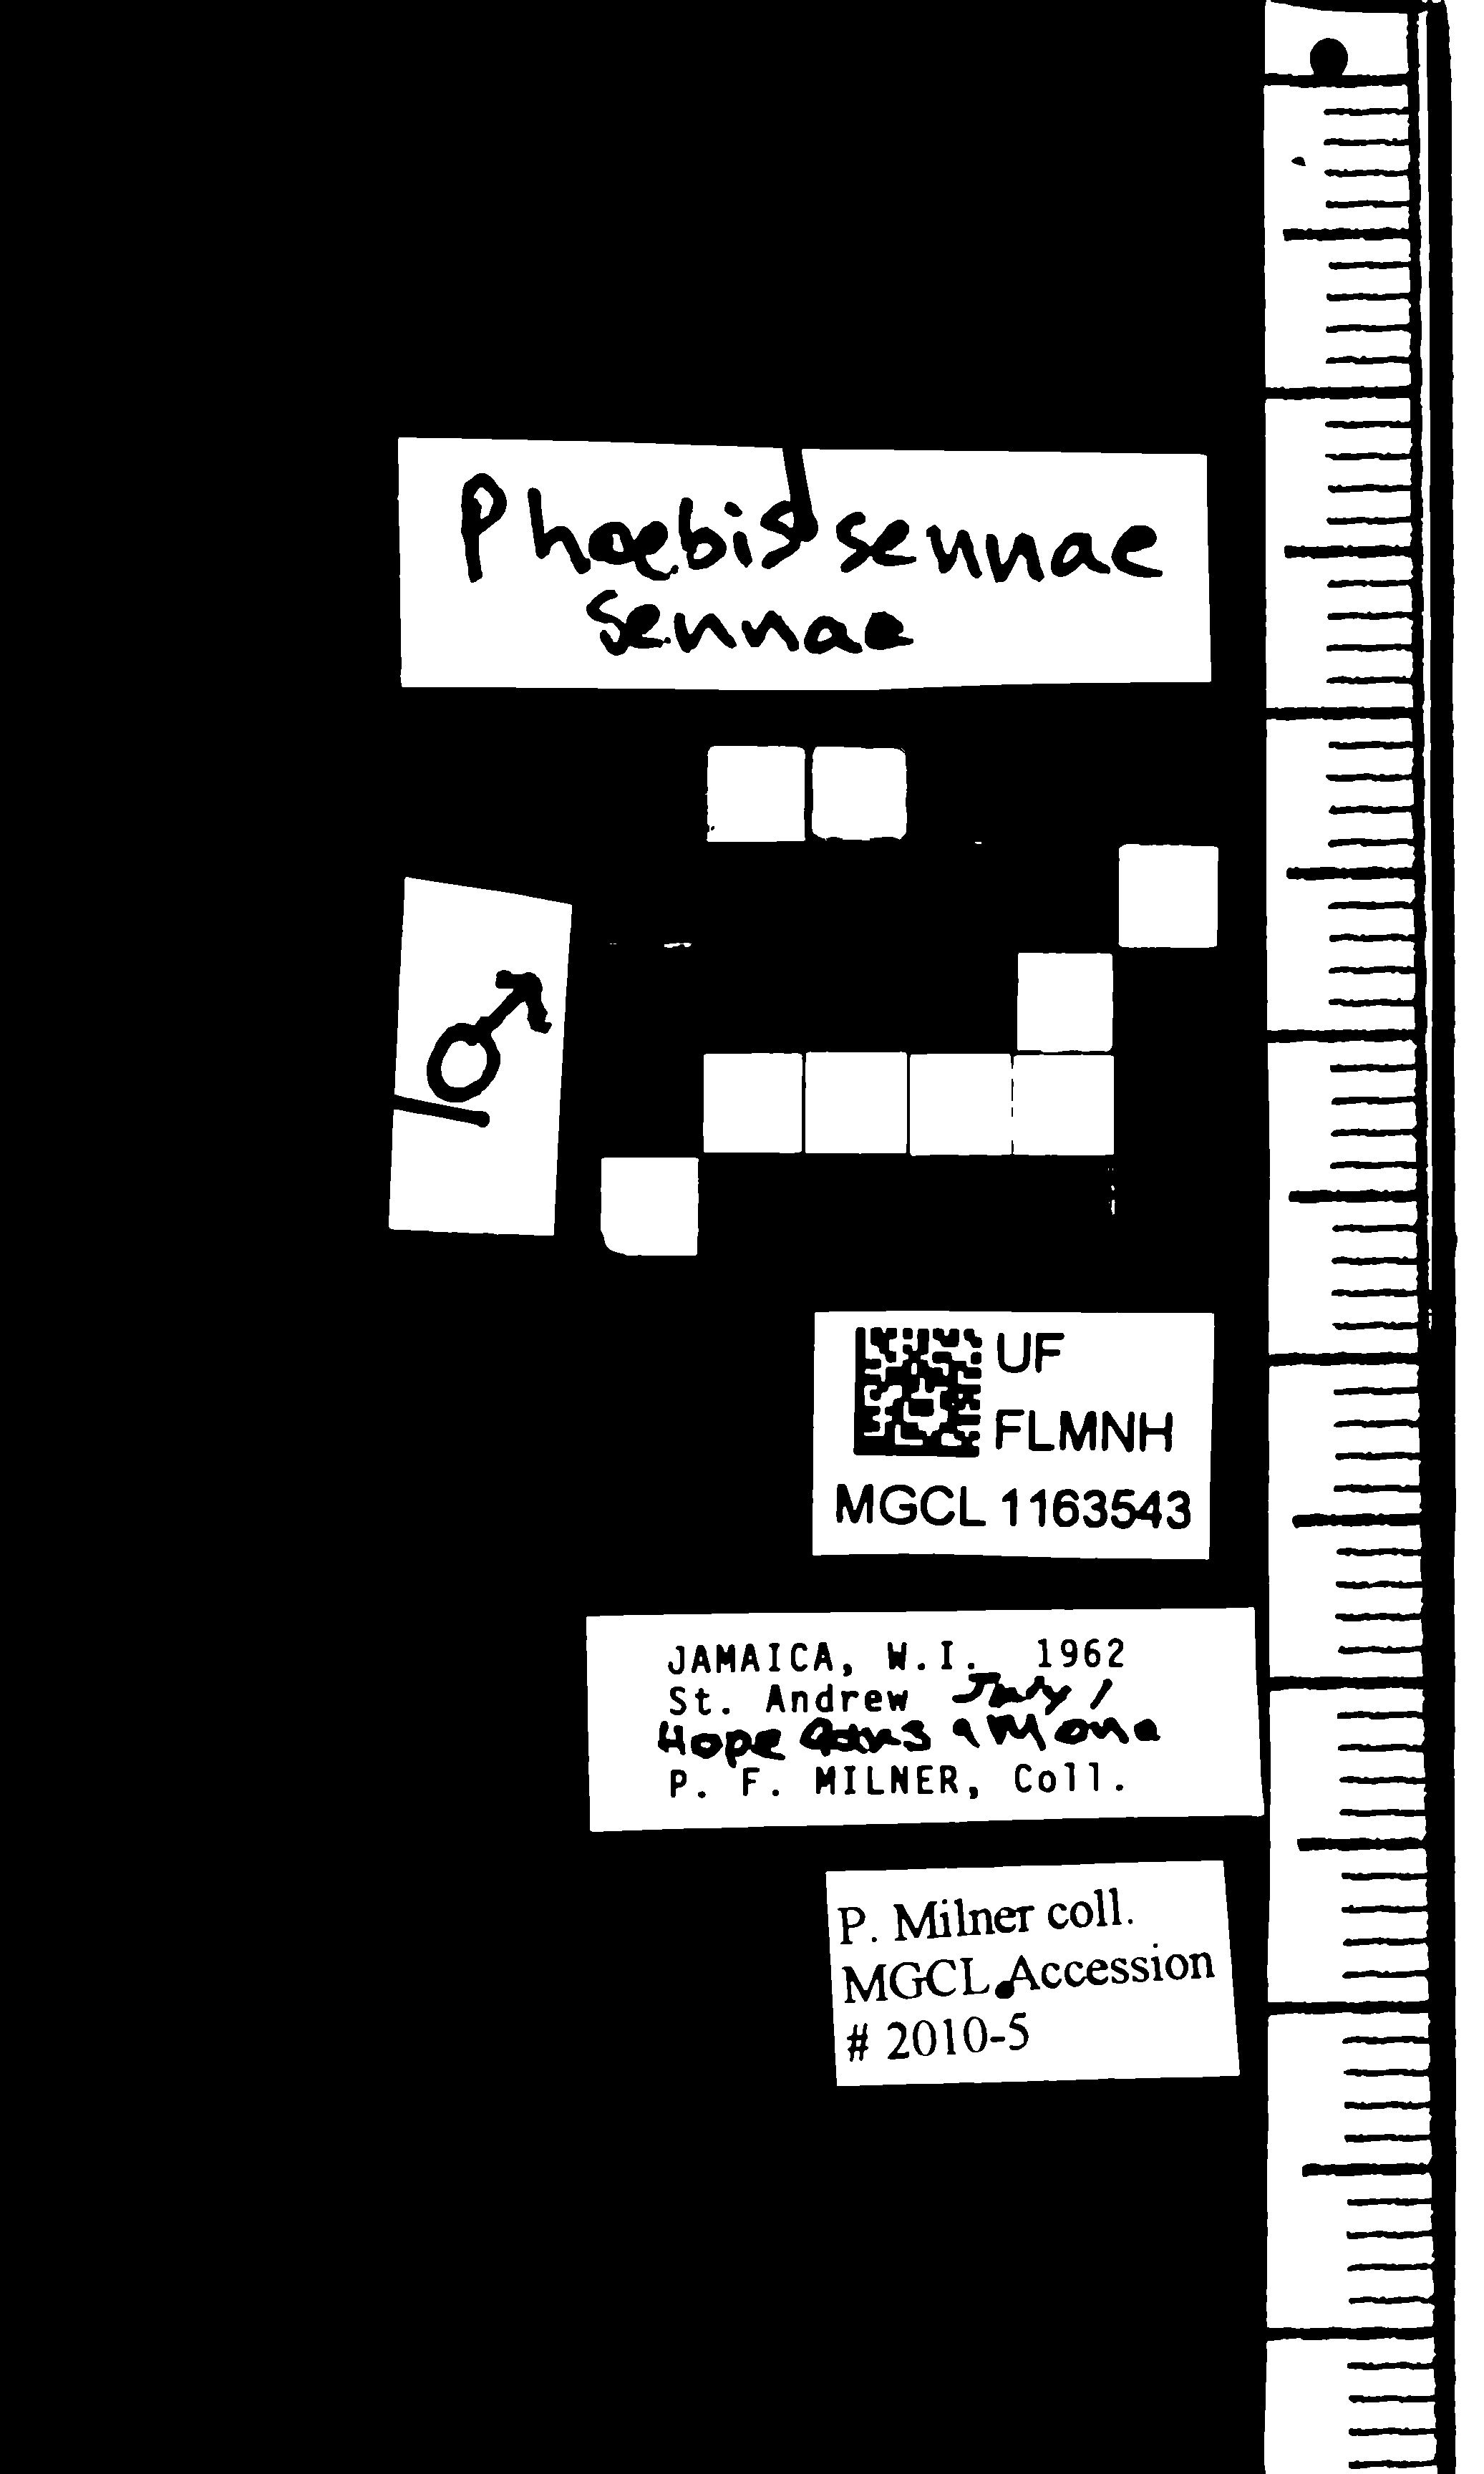 Phoebis sennae
sennae
♂
UF
FLMNH
MGCL 1163543
JAMAICA, W.I. 1962
St. Andrew July 1
Hope Gdns & Mona
P. F. MILNER, Coll.
P. Milner coll.
MGCL Accession
# 2010-5